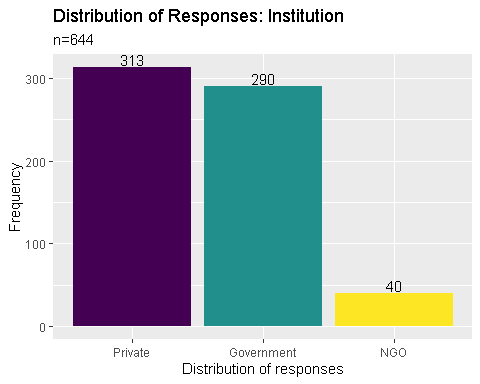 Distribution of Responses: Institution
n=644
313
290
40
300
200
100
0
Frequency
Private
Government
NGO
Distribution of responses